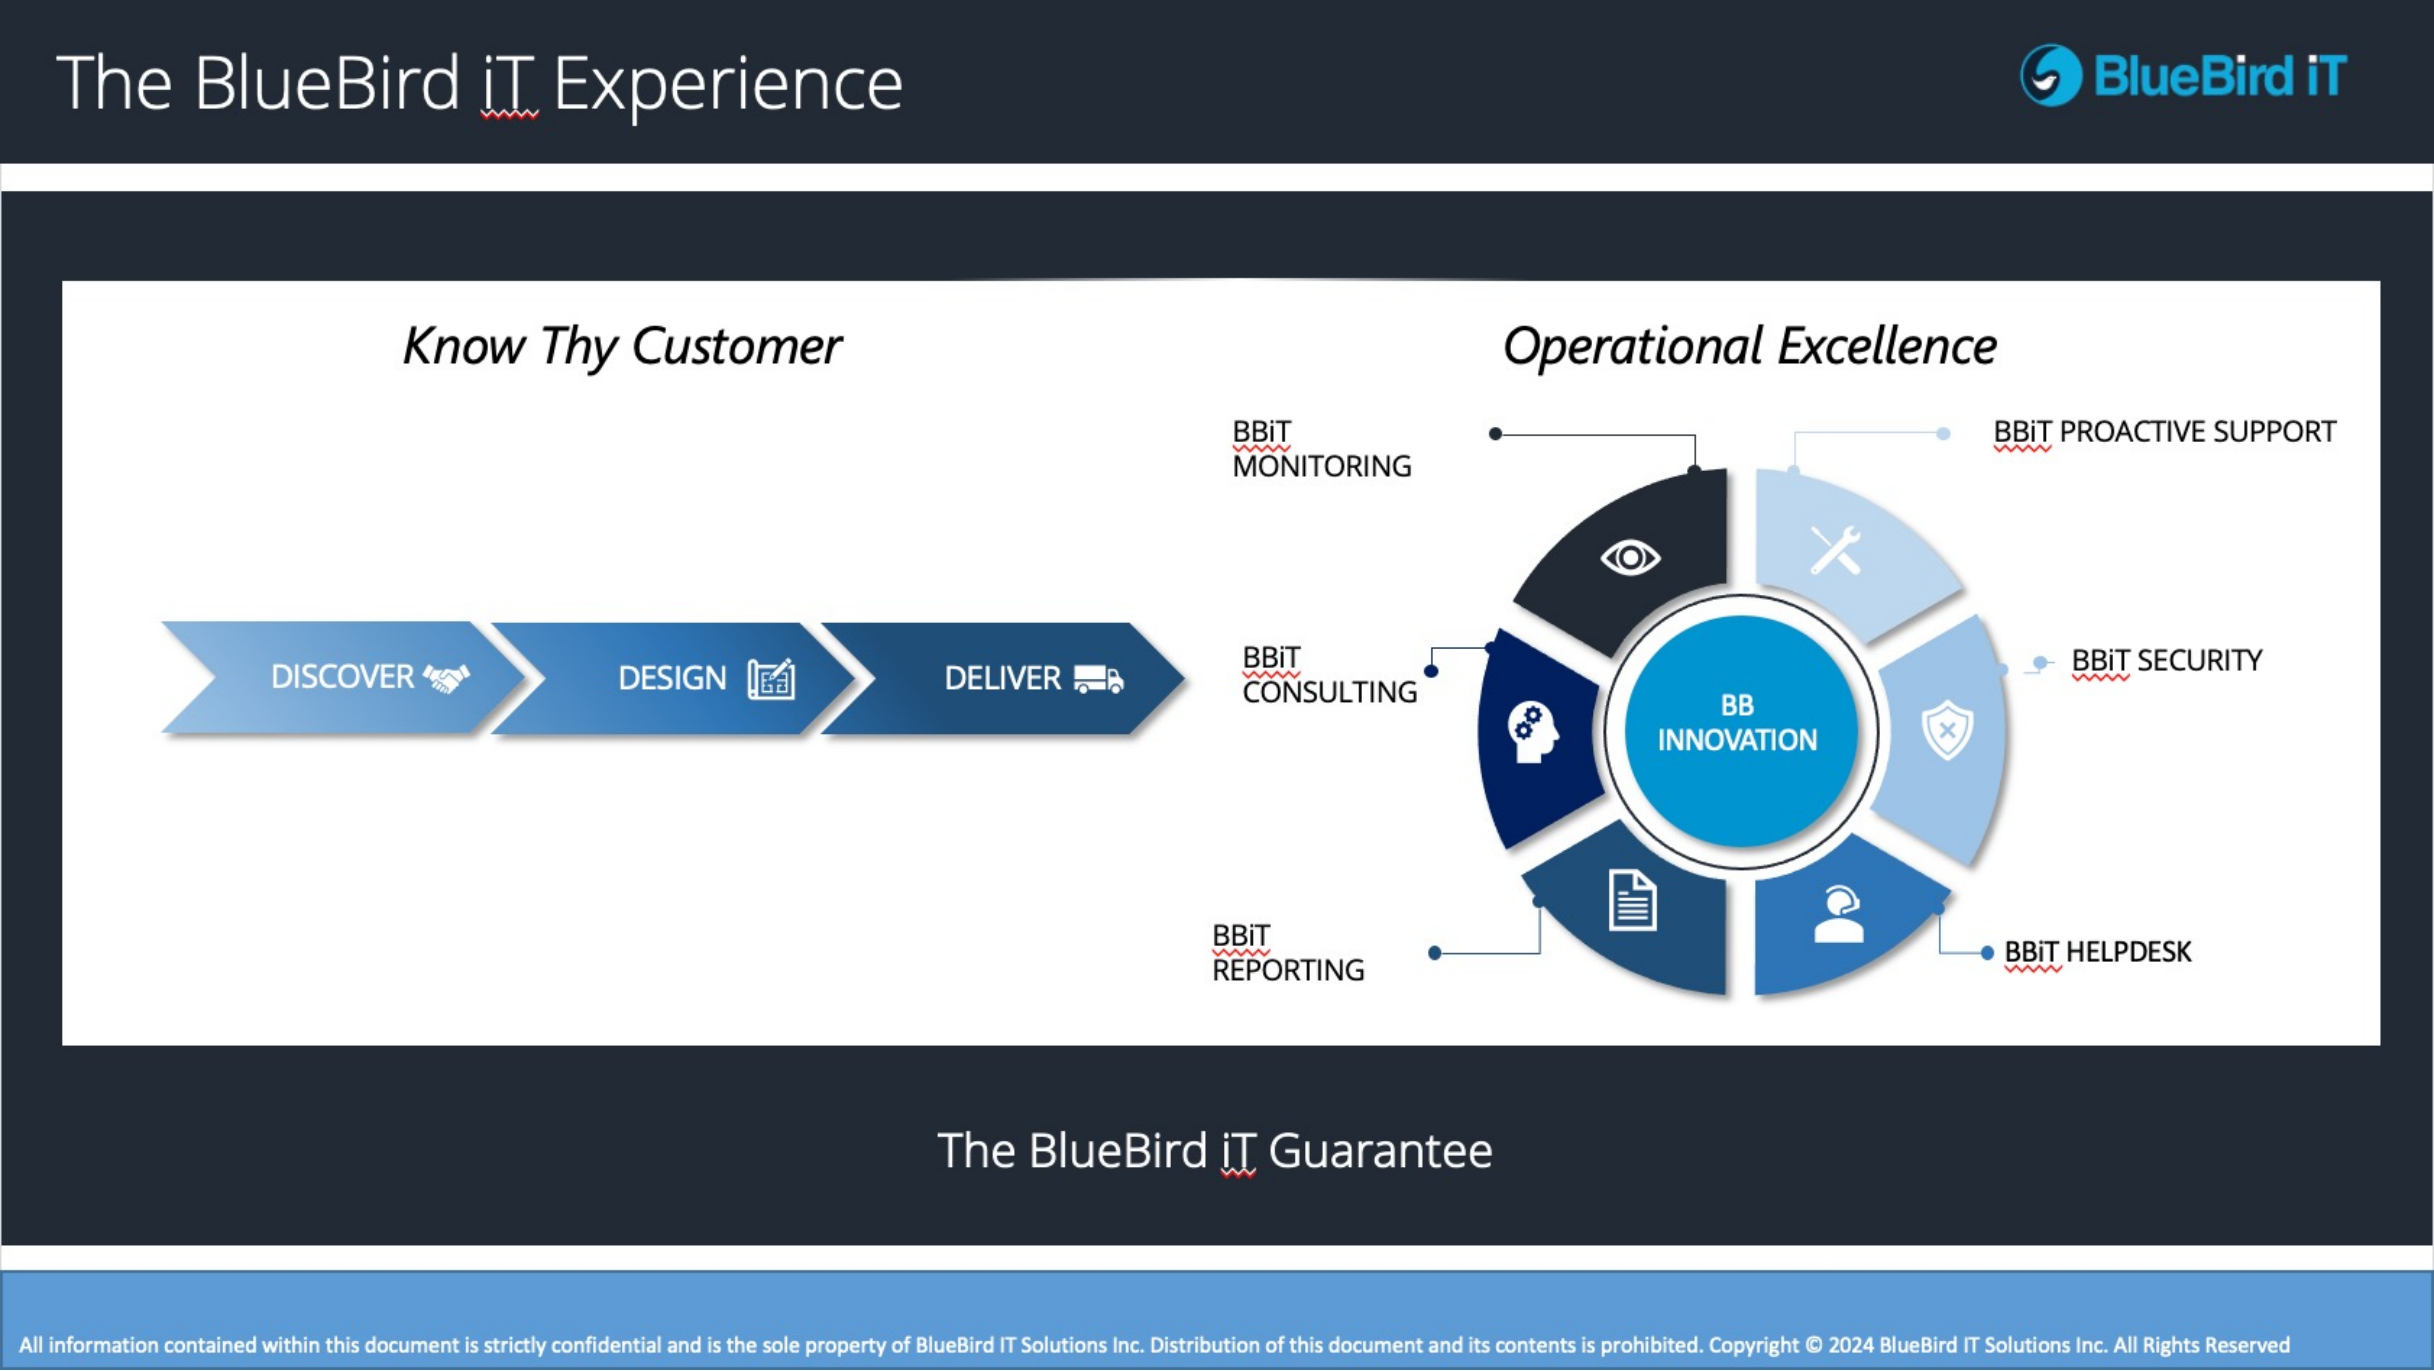 The BlueBird iT Experience
BlueBird iT
Know Thy Customer
Operational Excellence
DISCOVER
DESIGN
DELIVER
BBiT
MONITORING
BBiT PROACTIVE SUPPORT
BBiT
CONSULTING
BBiT SECURITY
BB
INNOVATION
BBiT
REPORTING
BBiT HELPDESK
The BlueBird iT Guarantee
All information contained within this document is strictly confidential and is the sole property of BlueBird IT Solutions Inc. Distribution of this document and its contents is prohibited. Copyright © 2024 BlueBird IT Solutions Inc. All Rights Reserved